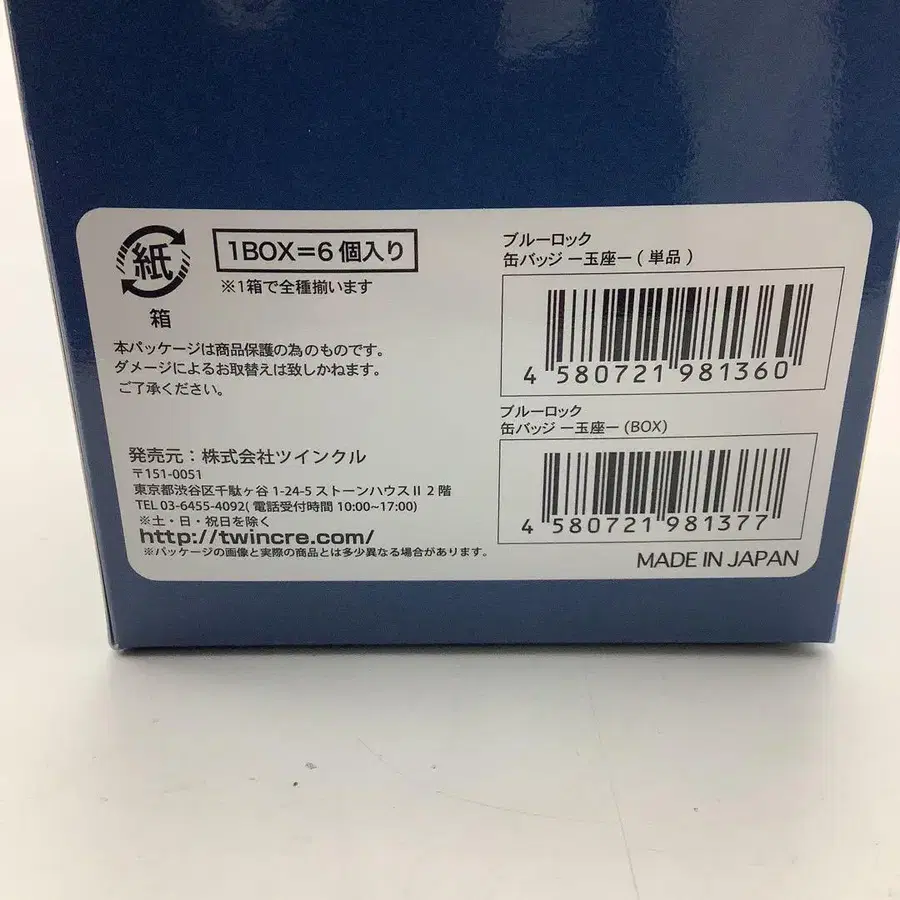 紙
箱
1BOX=6個入り
※1箱で全種揃います
本パッケージは商品保護の為のものです。
ダメージによるお取替えは致しかねます。
ご了承ください。
発売元：株式会社ツインクル
〒151-0051
東京都渋谷区千駄ヶ谷 1-24-5 ストーンハウスⅡ 2階
TEL 03-6455-4092( 電話受付時間 10:00~17:00)
※土・日・祝日を除く
http://twincre.com/
※パッケージの画像と実際の商品とは多少異なる場合があります。
ブルーロック
缶バッジ ー玉座ー ( 単品 )
4 580721 981360
ブルーロック
缶バッジ ー玉座ー (BOX)
4 580721 981377
MADE IN JAPAN